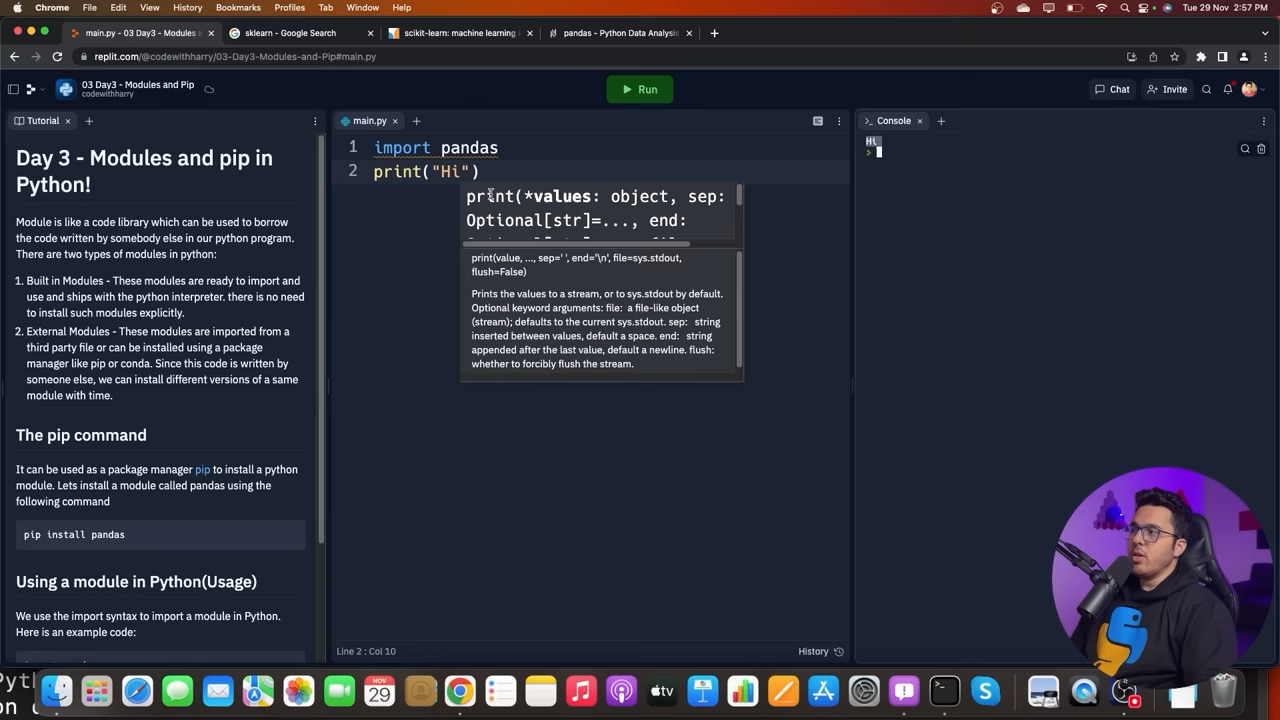 Chrome File Edit View History Bookmarks Profiles Tab Window Help Tue 29 Nov 2:57 PM
main.py - 03 Day3 - Modules a
sklearn - Google Search
scikit-learn: machine learning
pandas - Python Data Analysis
replit.com/@codewithharry/03-Day3-Modules-and-Pip#main.py
03 Day3 - Modules and Pip
codewithharry
Run
Chat
Invite
Tutorial
Day 3 - Modules and pip in
Python!
Module is like a code library which can be used to borrow
the code written by somebody else in our python program.
There are two types of modules in python:
1. Built in Modules - These modules are ready to import and
use and ships with the python interpreter. there is no need
to install such modules explicitly.
2. External Modules - These modules are imported from a
third party file or can be installed using a package
manager like pip or conda. Since this code is written by
someone else, we can install different versions of a same
module with time.
The pip command
It can be used as a package manager pip to install a python
module. Lets install a module called pandas using the
following command
pip install pandas
Using a module in Python(Usage)
We use the import syntax to import a module in Python.
Here is an example code:
main.py
1 import pandas
2 print("Hi")
print(*values: object, sep:
Optional[str]=..., end:
print(value, ..., sep=' ', end='\n', file=sys.stdout,
flush=False)
Prints the values to a stream, or to sys.stdout by default.
Optional keyword arguments: file: a file-like object
(stream); defaults to the current sys.stdout. sep: string
inserted between values, default a space. end: string
appended after the last value, default a newline. flush:
whether to forcibly flush the stream.
Line 2 : Col 10
History
Console
Hi
>
NOV
29
tv